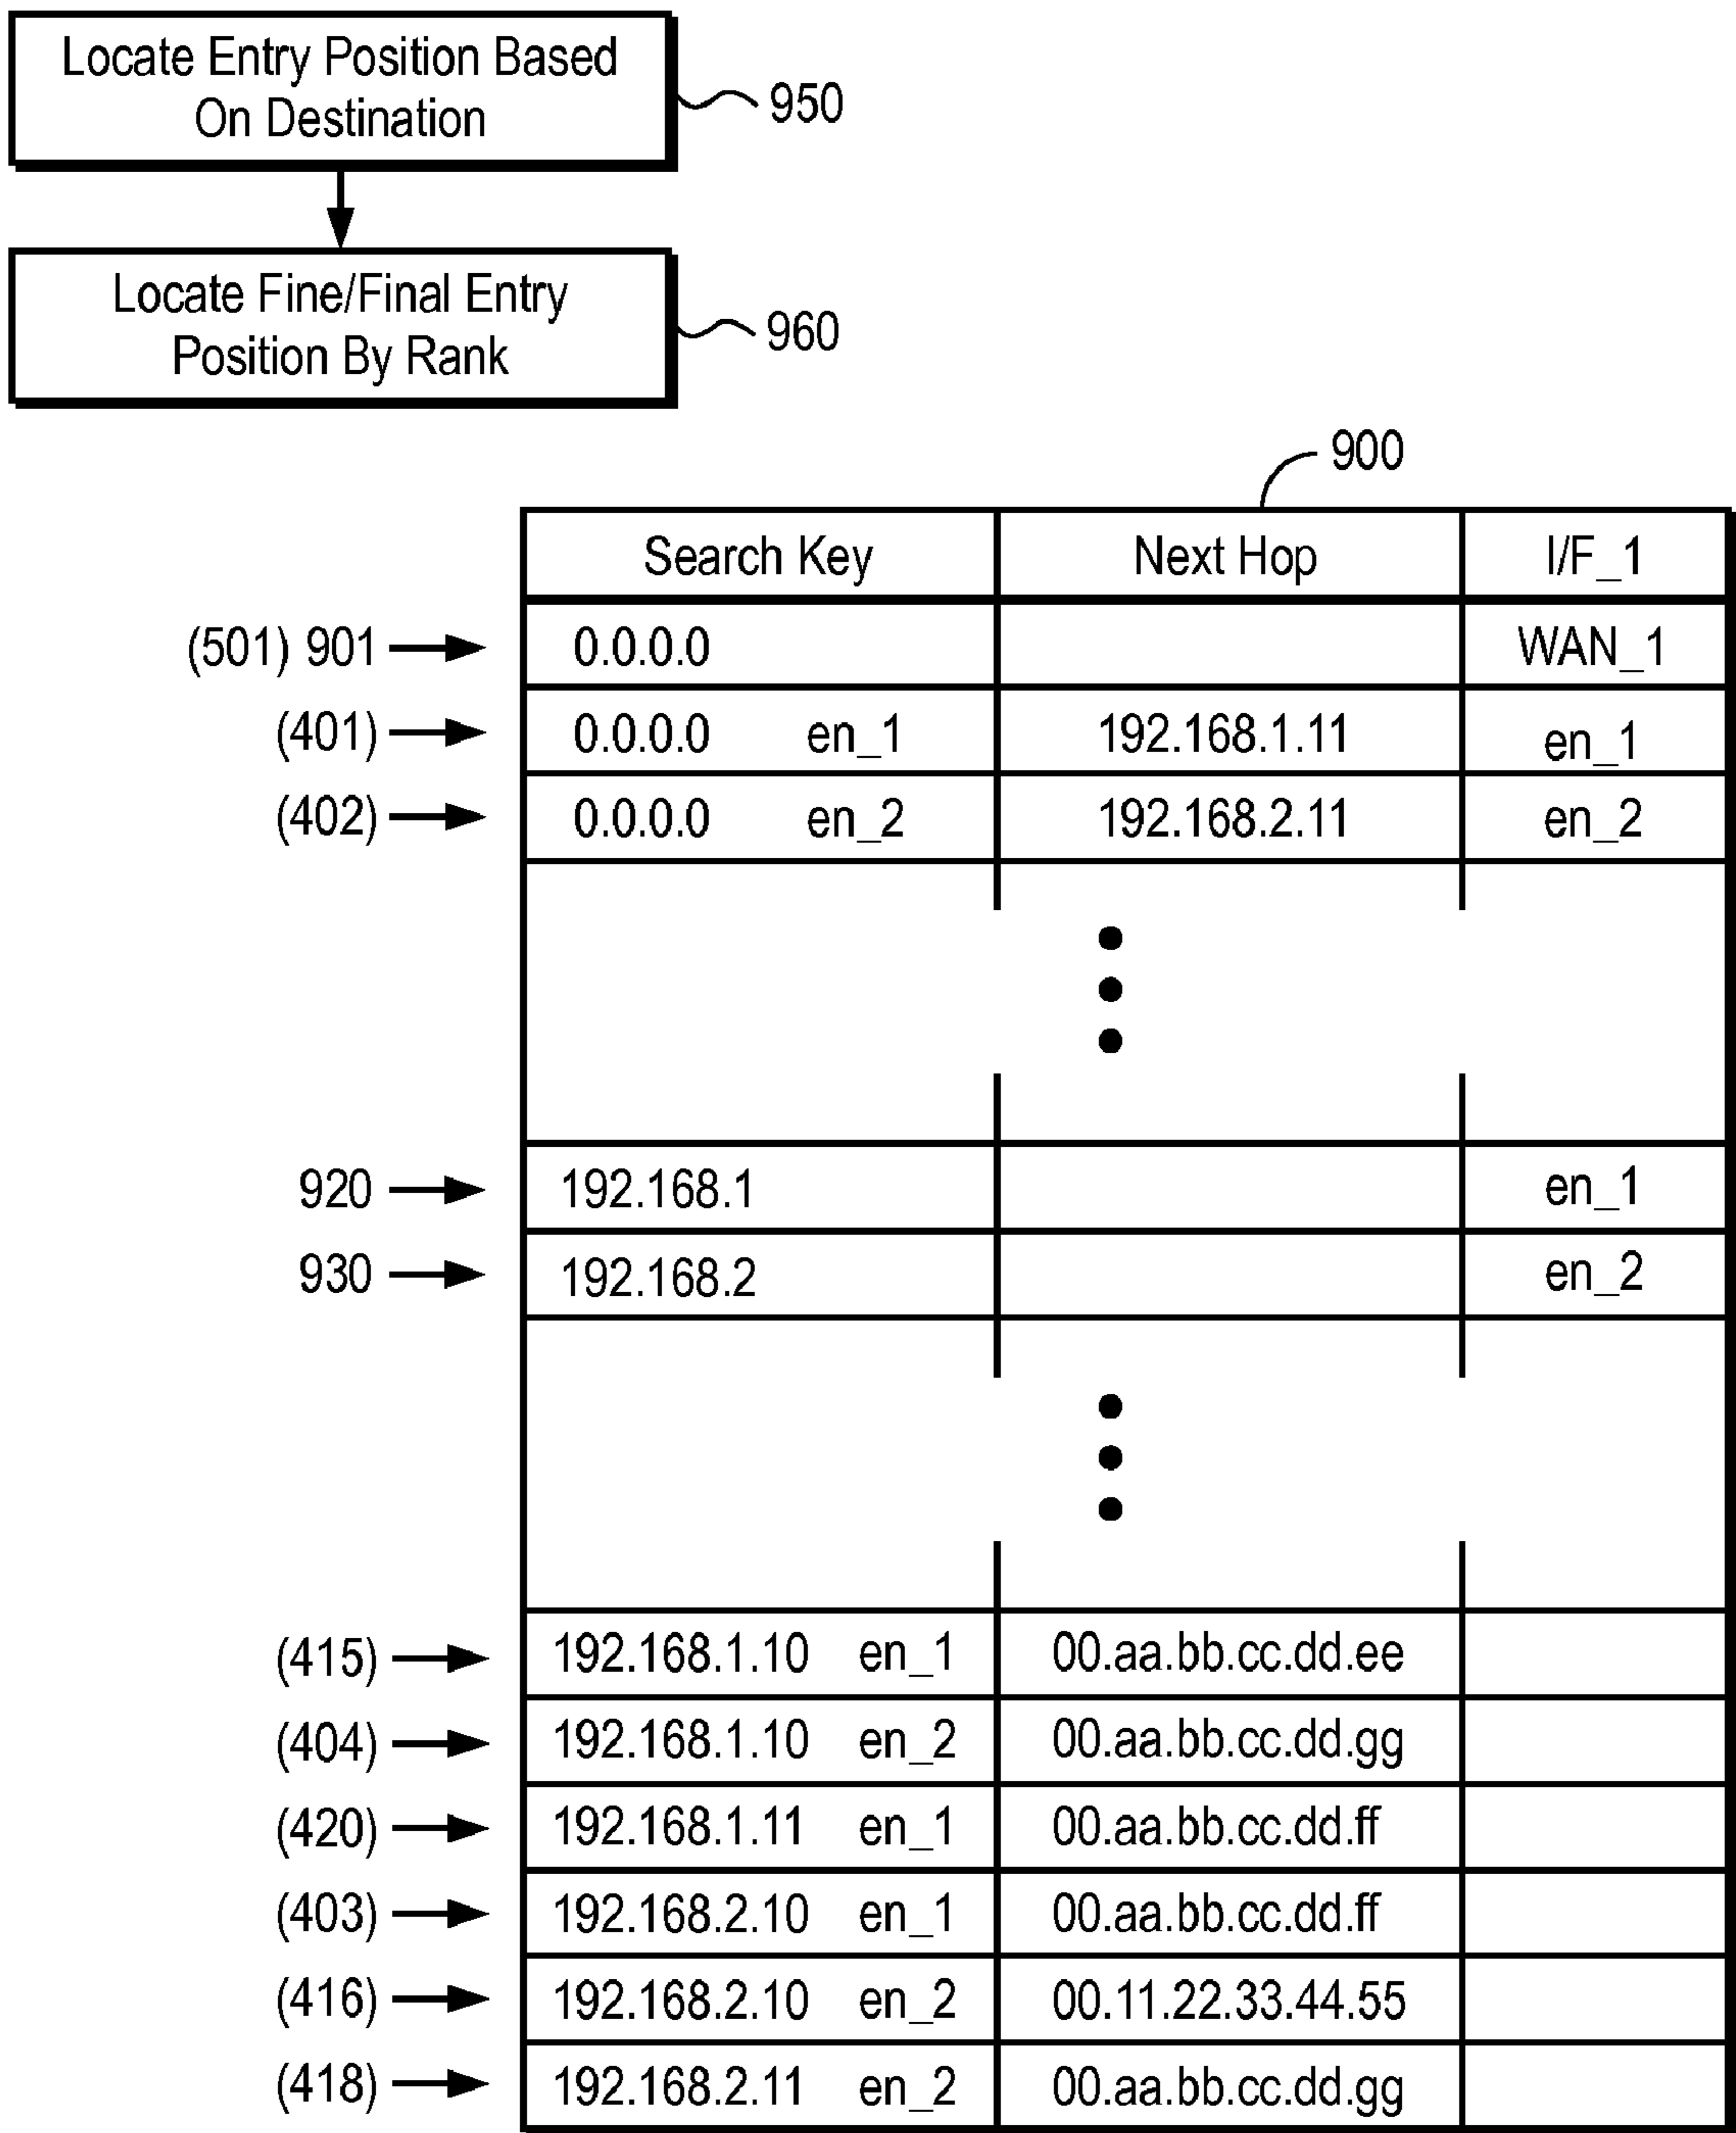 Locate Entry Position Based
On Destination
950
Locate Fine/Final Entry
Position By Rank
960
900
Search Key Next Hop I/F_1
(501) 901 0.0.0.0 WAN_1
(401) 0.0.0.0 en_1 192.168.1.11 en_1
(402) 0.0.0.0 en_2 192.168.2.11 en_2
920 192.168.1 en_1
930 192.168.2 en_2
(415) 192.168.1.10 en_1 00.aa.bb.cc.dd.ee
(404) 192.168.1.10 en_2 00.aa.bb.cc.dd.gg
(420) 192.168.1.11 en_1 00.aa.bb.cc.dd.ff
(403) 192.168.2.10 en_1 00.aa.bb.cc.dd.ff
(416) 192.168.2.10 en_2 00.11.22.33.44.55
(418) 192.168.2.11 en_2 00.aa.bb.cc.dd.gg